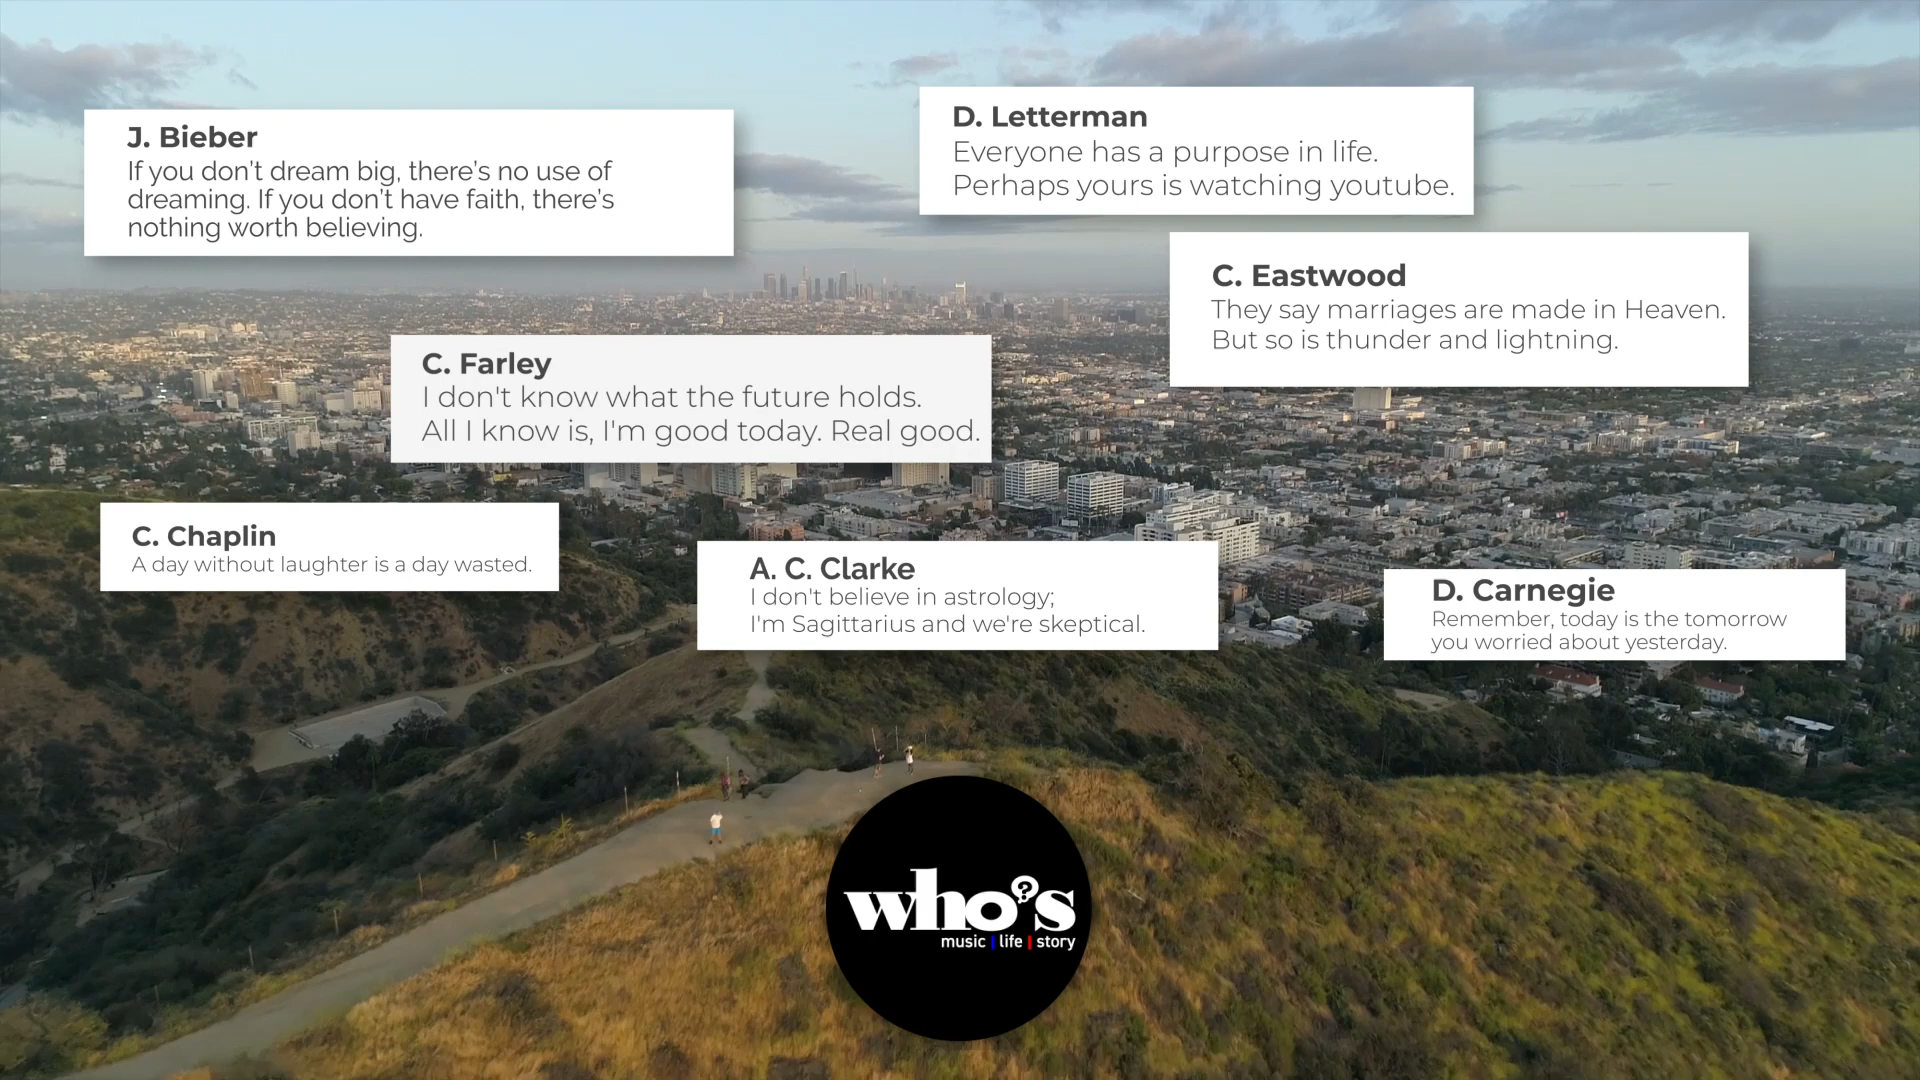 J. Bieber
If you don’t dream big, there’s no use of
dreaming. If you don’t have faith, there’s
nothing worth believing.
D. Letterman
Everyone has a purpose in life.
Perhaps yours is watching youtube.
C. Eastwood
They say marriages are made in Heaven.
But so is thunder and lightning.
C. Farley
I don't know what the future holds.
All I know is, I'm good today. Real good.
C. Chaplin
A day without laughter is a day wasted.
A. C. Clarke
I don't believe in astrology;
I'm Sagittarius and we're skeptical.
D. Carnegie
Remember, today is the tomorrow
you worried about yesterday.
who?s
music | life | story